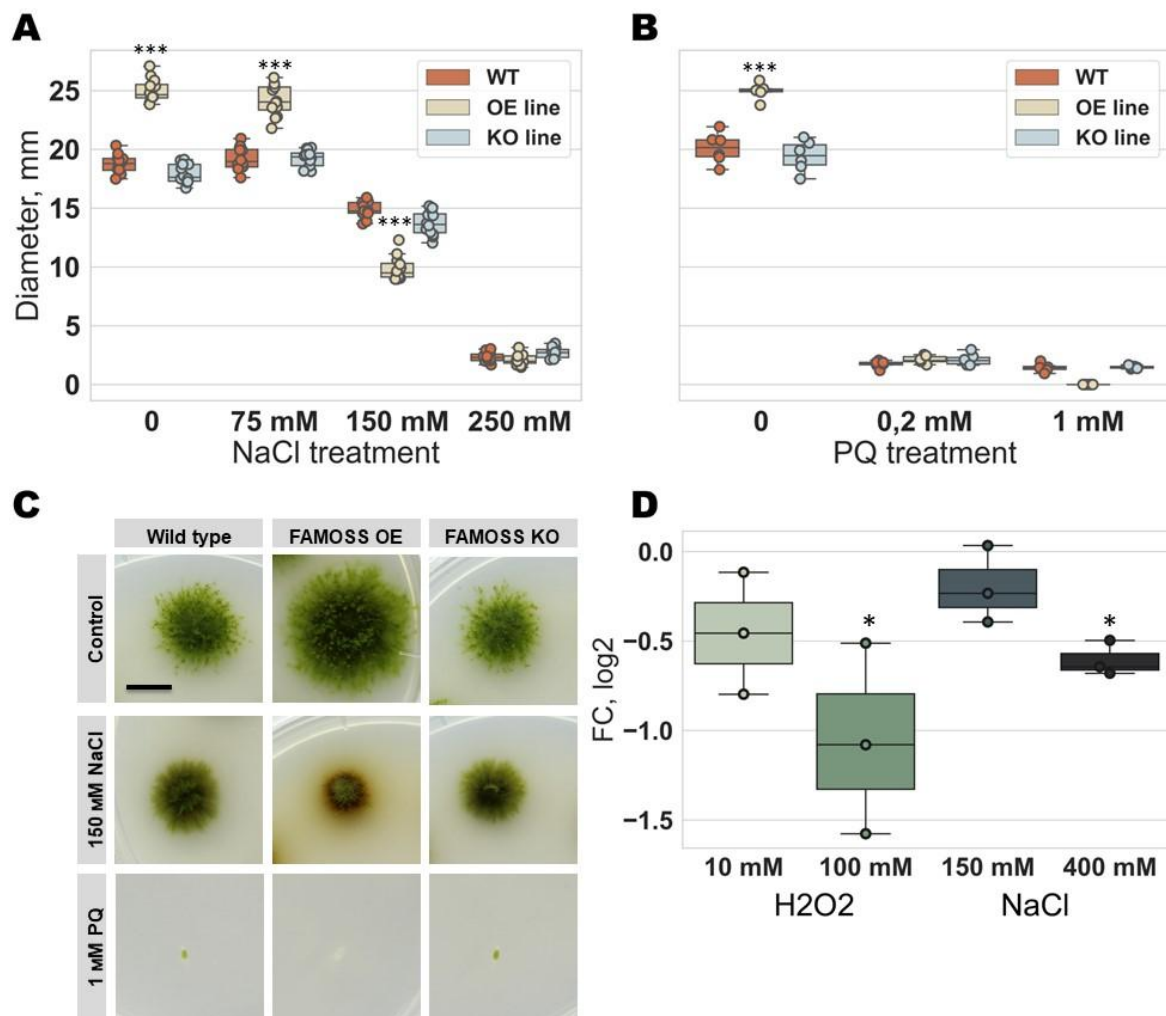 A
***
***
***
25
20
15
10
5
0
Diameter, mm
WT
OE line
KO line
0
75 mM
150 mM
250 mM
NaCl treatment
B
***
WT
OE line
KO line
0
0,2 mM
1 mM
PQ treatment
C
Wild type
FAMOSS OE
FAMOSS KO
Control
150 мM NaCl
1 мM PQ
D
*
*
0.0
−0.5
−1.0
−1.5
FC, log2
10 mM
100 mM
150 mM
400 mM
H2O2
NaCl